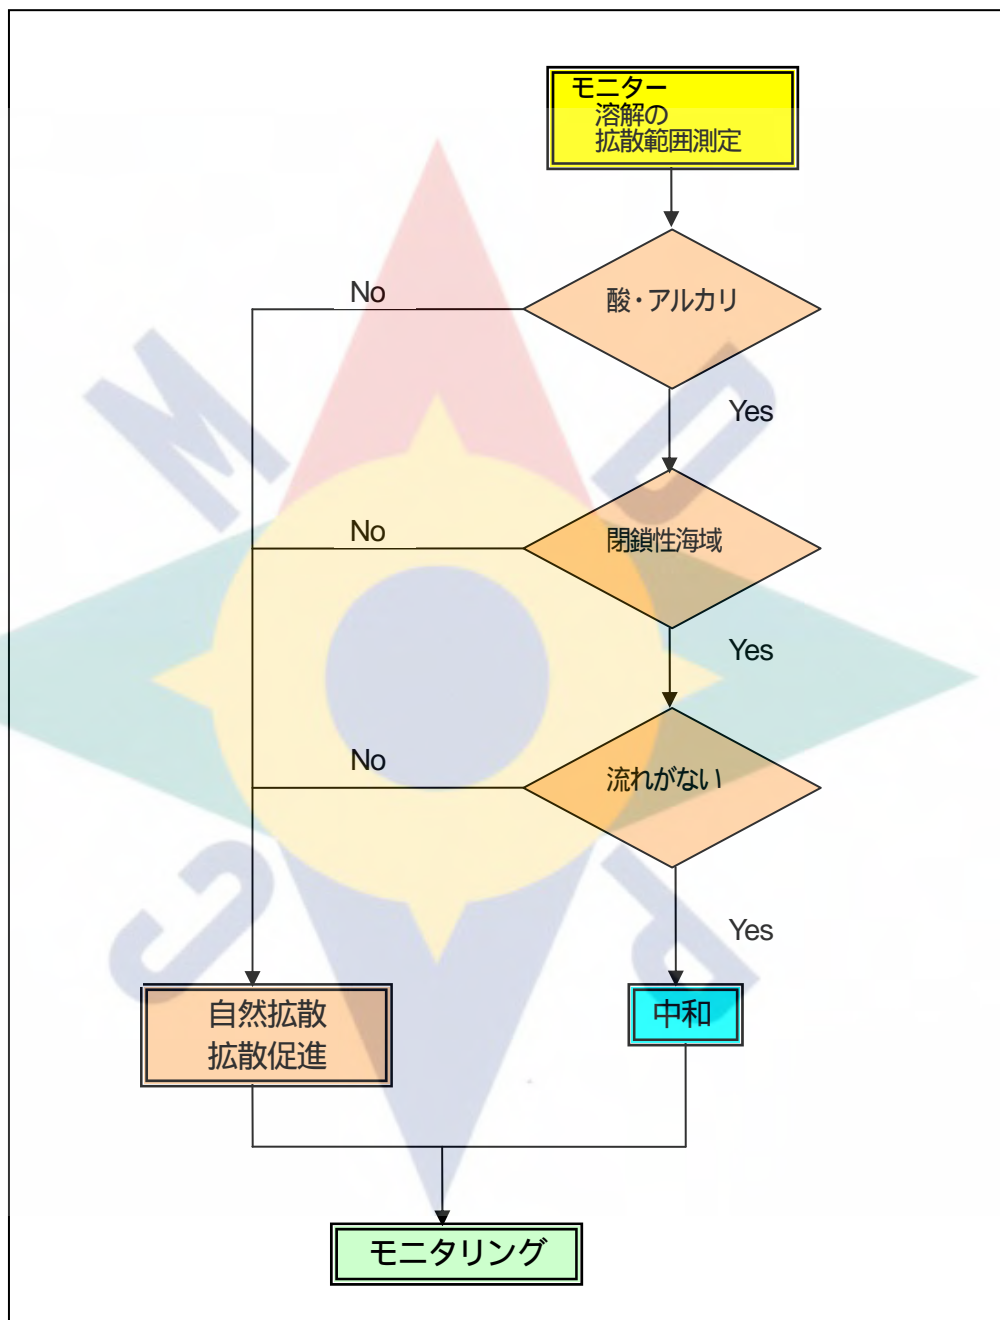 モニター
溶解の
拡散範囲測定
酸・アルカリ
No
Yes
閉鎖性海域
No
Yes
流れがない
No
Yes
自然拡散
拡散促進
中和
モニタリング
M
D
P
C